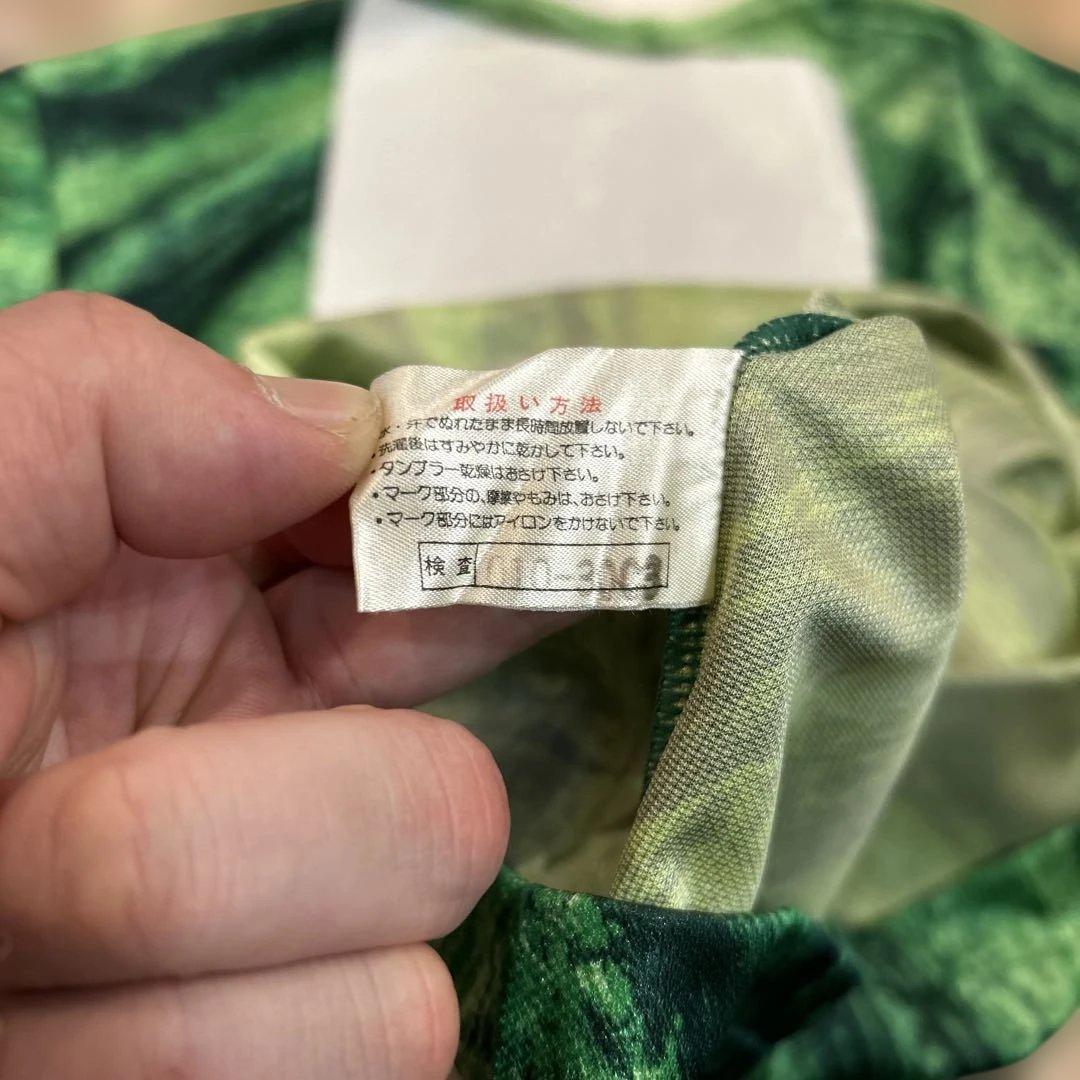 取扱い方法
水・汗でぬれたまま長時間放置しないで下さい。
・洗濯後はすみやかに乾かして下さい。
・タンブラー乾燥はおさけ下さい。
・マーク部分の、摩擦やもみは、おさけ下さい。
・マーク部分にはアイロンをかけないで下さい。
検査